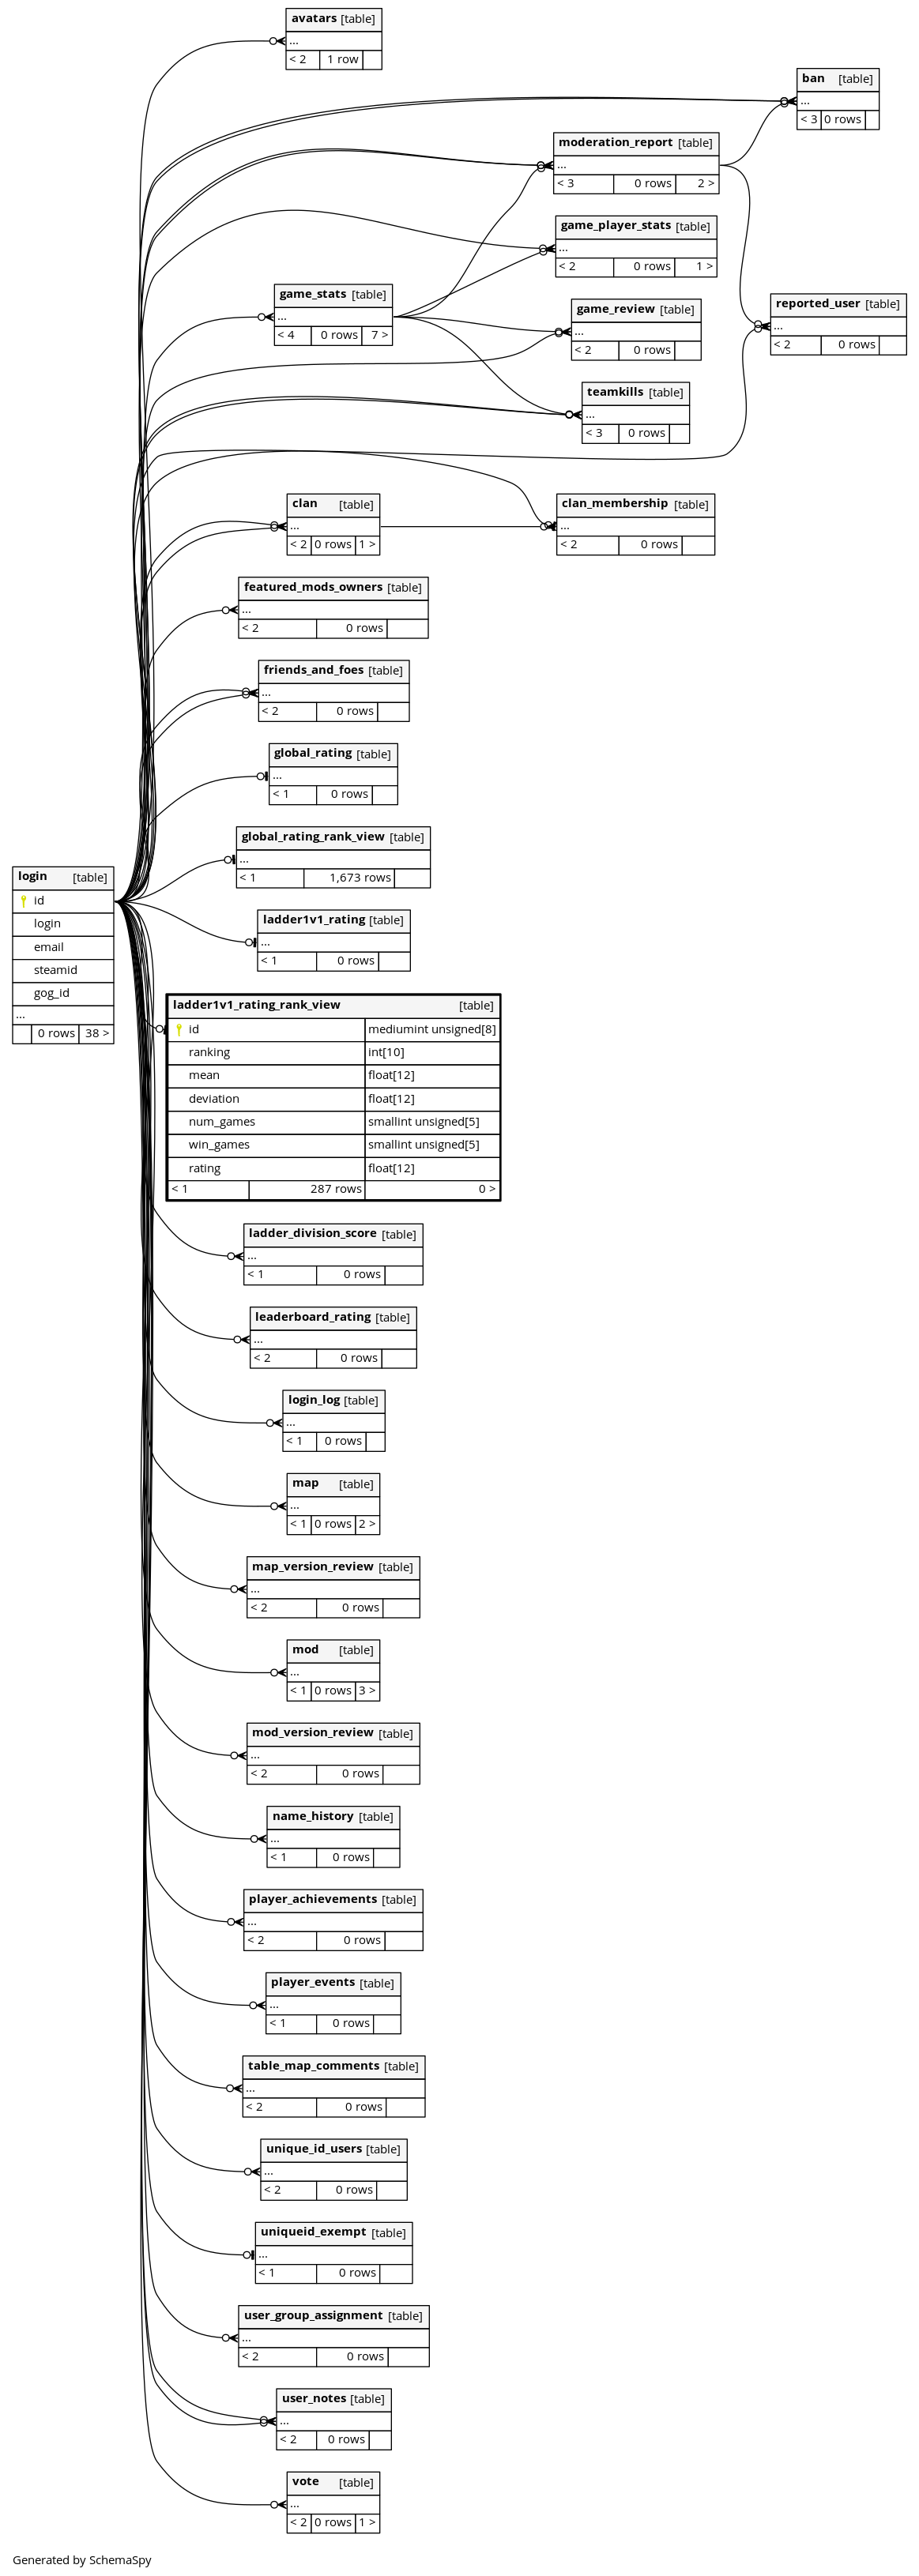 avatars [table]
...
< 2 1 row
ban [table]
...
< 3 0 rows
moderation_report [table]
...
< 3 0 rows 2 >
game_player_stats [table]
...
< 2 0 rows 1 >
game_stats [table]
...
< 4 0 rows 7 >
game_review [table]
...
< 2 0 rows
reported_user [table]
...
< 2 0 rows
teamkills [table]
...
< 3 0 rows
clan [table]
...
< 2 0 rows 1 >
clan_membership [table]
...
< 2 0 rows
featured_mods_owners [table]
...
< 2 0 rows
friends_and_foes [table]
...
< 2 0 rows
global_rating [table]
...
< 1 0 rows
global_rating_rank_view [table]
...
< 1 1,673 rows
login [table]
id
login
email
steamid
gog_id
...
0 rows 38 >
ladder1v1_rating [table]
...
< 1 0 rows
ladder1v1_rating_rank_view [table]
id mediumint unsigned[8]
ranking int[10]
mean float[12]
deviation float[12]
num_games smallint unsigned[5]
win_games smallint unsigned[5]
rating float[12]
< 1 287 rows 0 >
ladder_division_score [table]
...
< 1 0 rows
leaderboard_rating [table]
...
< 2 0 rows
login_log [table]
...
< 1 0 rows
map [table]
...
< 1 0 rows 2 >
map_version_review [table]
...
< 2 0 rows
mod [table]
...
< 1 0 rows 3 >
mod_version_review [table]
...
< 2 0 rows
name_history [table]
...
< 1 0 rows
player_achievements [table]
...
< 2 0 rows
player_events [table]
...
< 1 0 rows
table_map_comments [table]
...
< 2 0 rows
unique_id_users [table]
...
< 2 0 rows
uniqueid_exempt [table]
...
< 1 0 rows
user_group_assignment [table]
...
< 2 0 rows
user_notes [table]
...
< 2 0 rows
vote [table]
...
< 2 0 rows 1 >
Generated by SchemaSpy